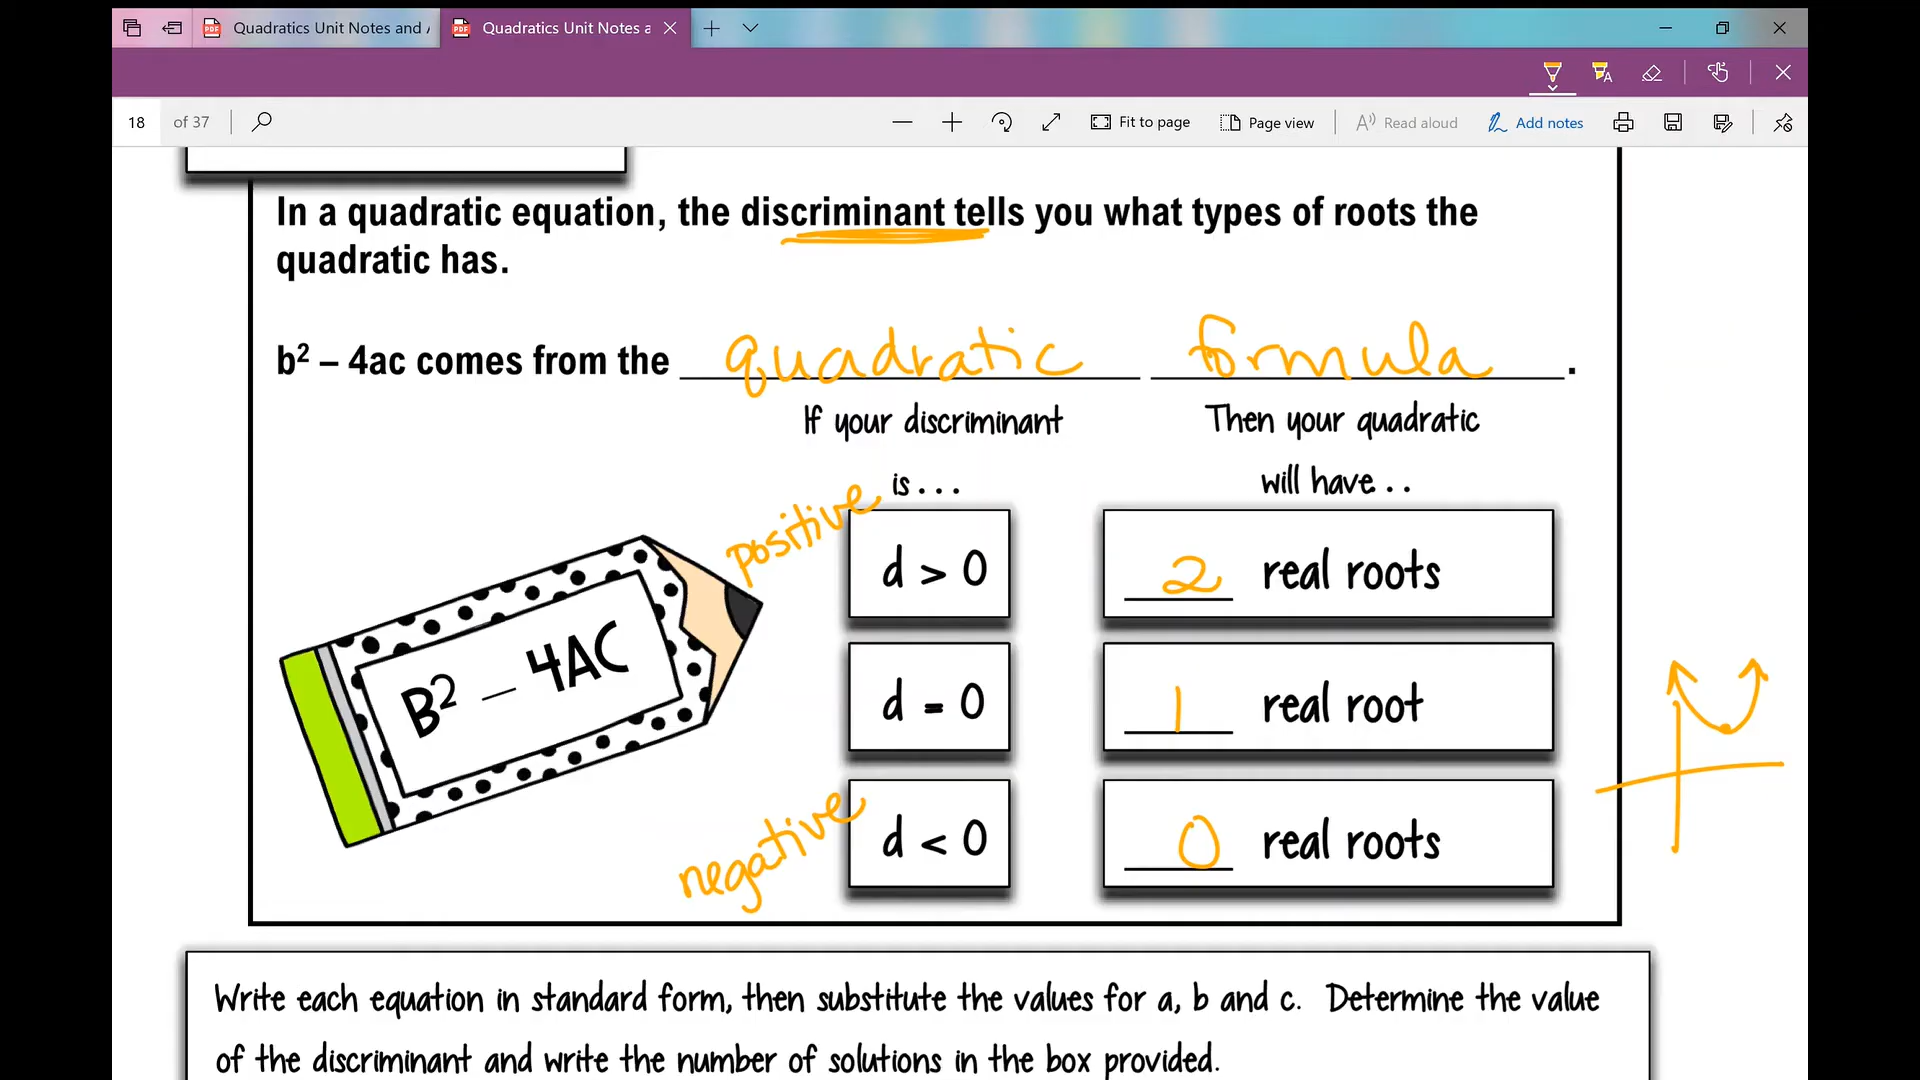 Quadratics Unit Notes and A
Quadratics Unit Notes a
18 of 37
Fit to page
Page view
Read aloud
Add notes
In a quadratic equation, the discriminant tells you what types of roots the
quadratic has.
b² – 4ac comes from the quadratic formula.
If your discriminant
is...
Then your quadratic
will have..
positive
d > 0
2 real roots
B² – 4AC
d = 0
1 real root
negative
d < 0
0 real roots
Write each equation in standard form, then substitute the values for a, b and c. Determine the value
of the discriminant and write the number of solutions in the box provided.